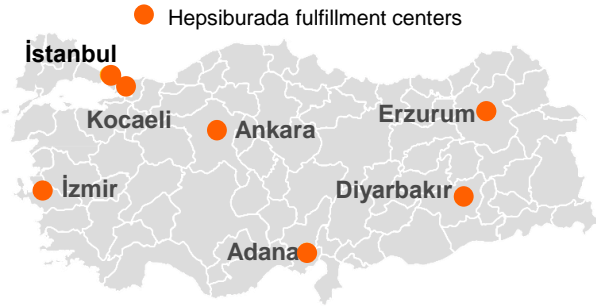 Hepsiburada fulfillment centers
İstanbul
Kocaeli
Ankara
Erzurum
İzmir
Diyarbakır
Adana